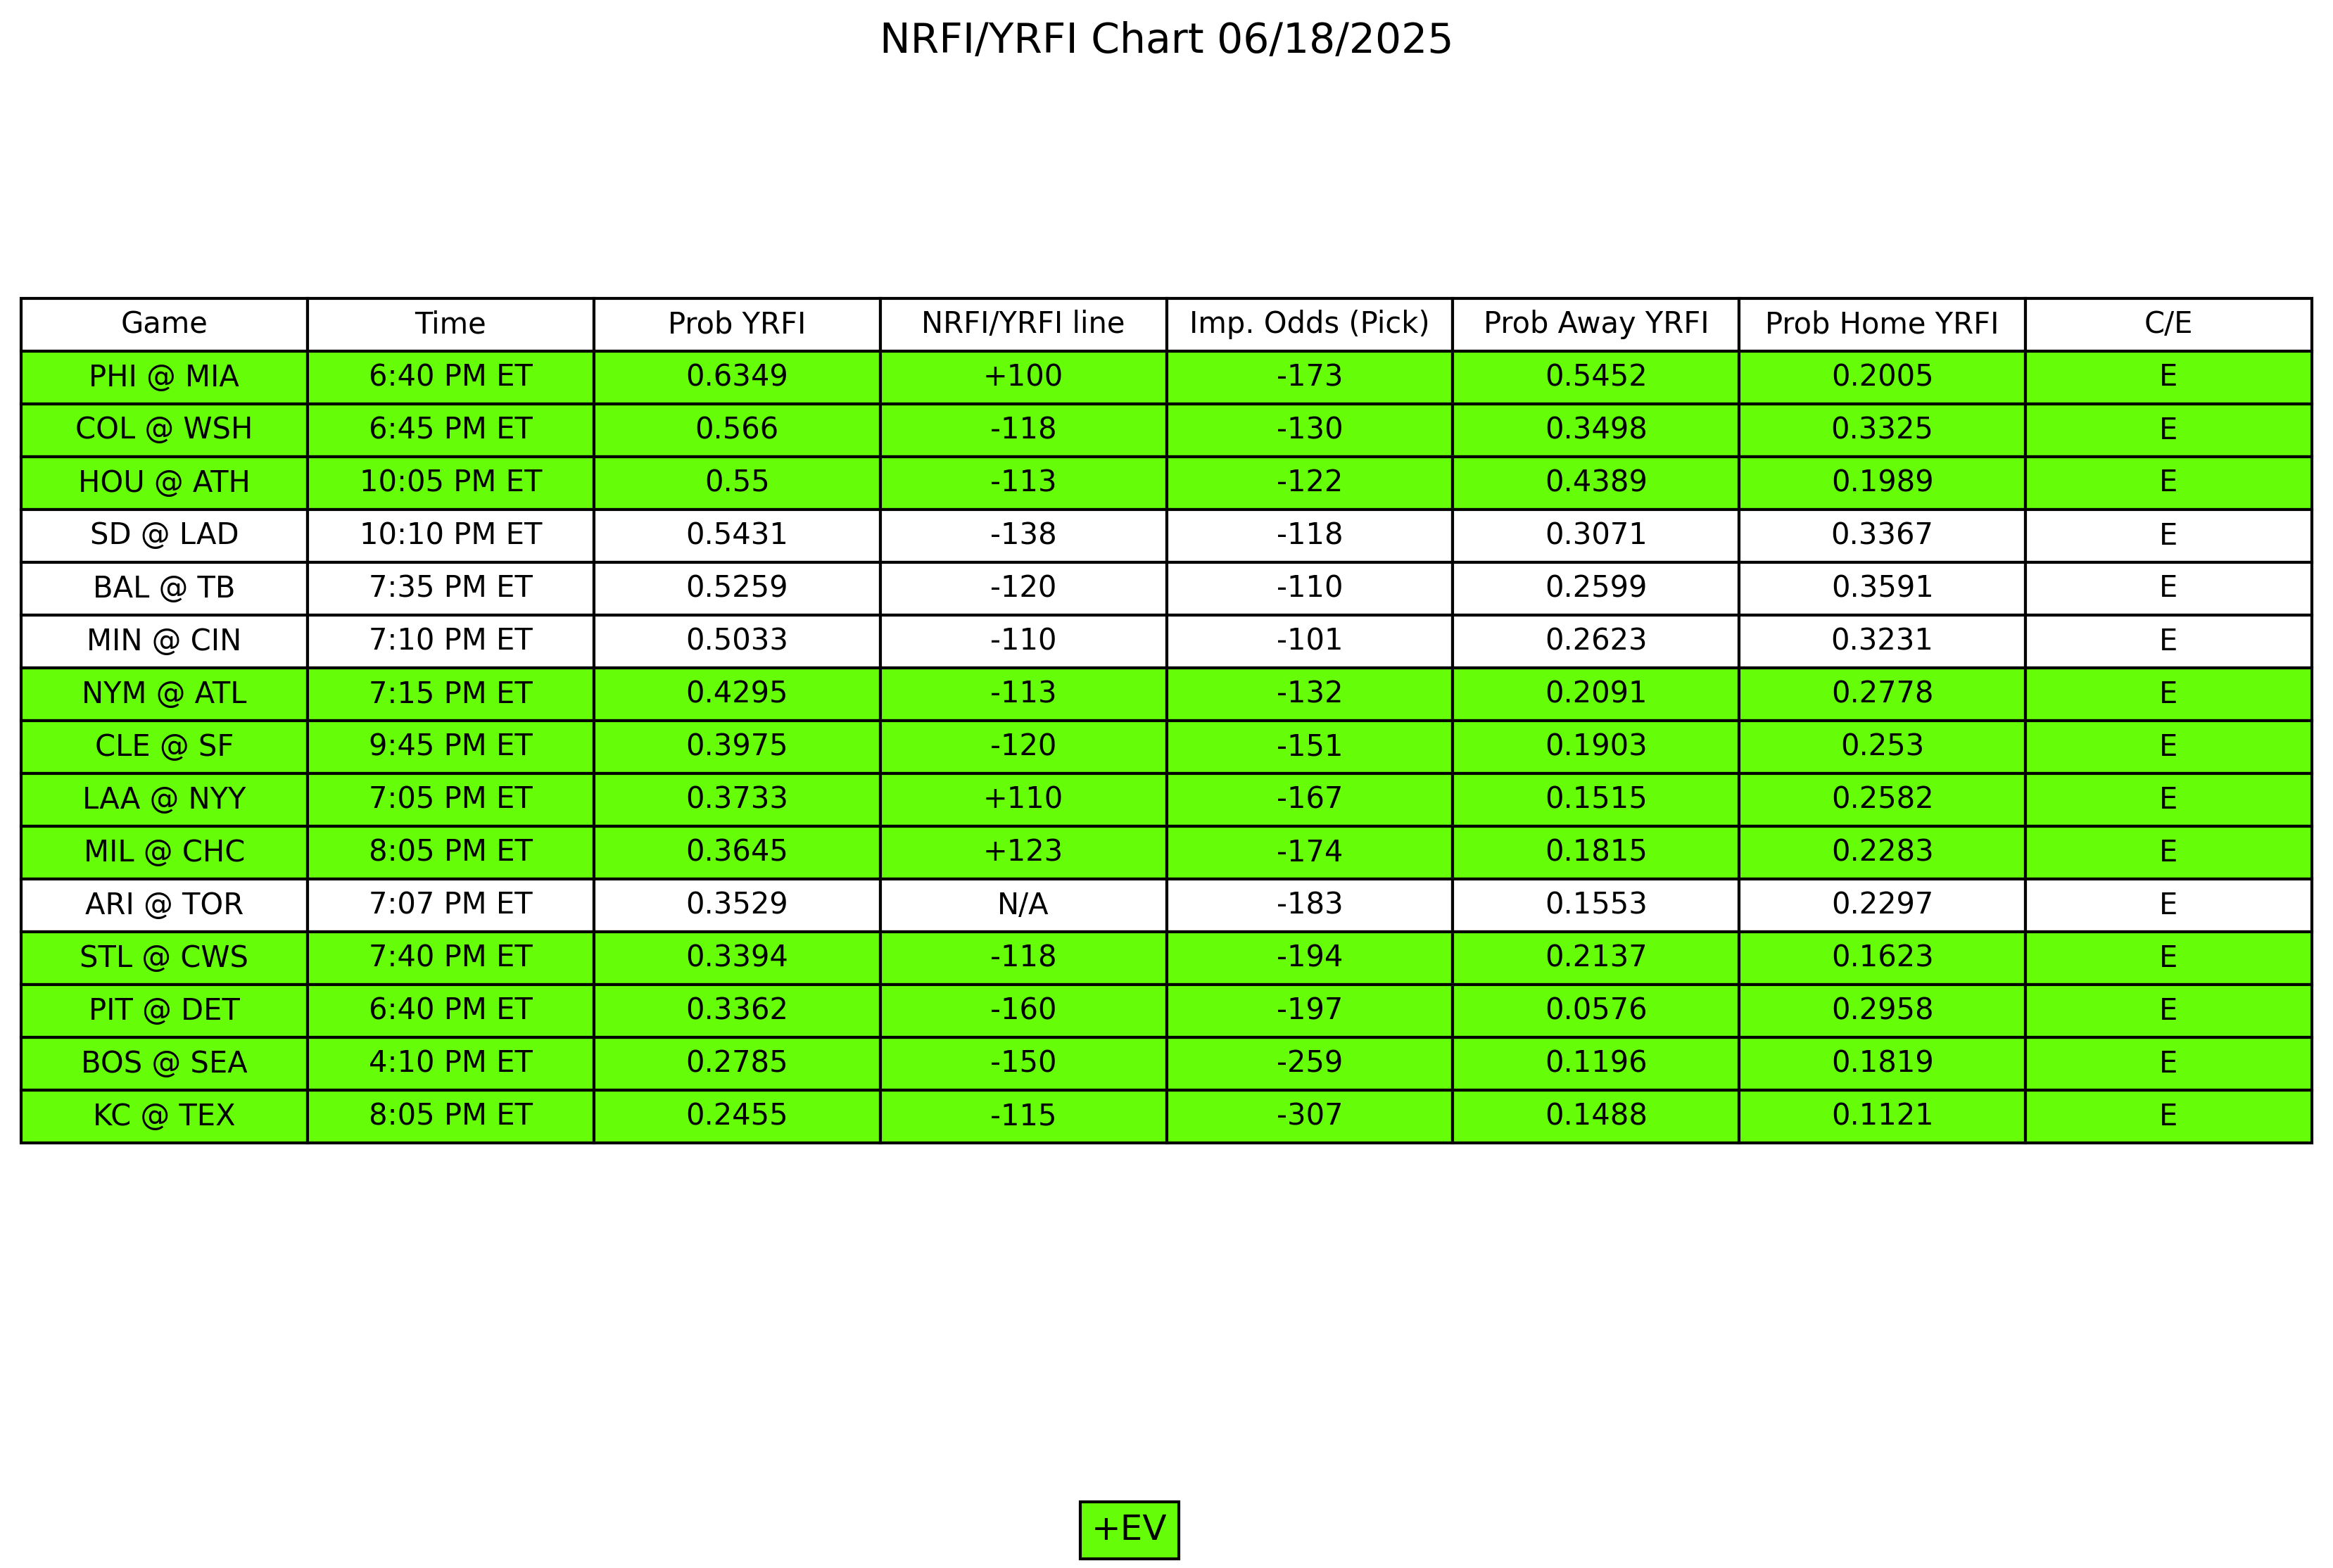 NRFI/YRFI Chart 06/18/2025
Game Time Prob YRFI NRFI/YRFI line Imp. Odds (Pick) Prob Away YRFI Prob Home YRFI C/E
PHI @ MIA 6:40 PM ET 0.6349 +100 -173 0.5452 0.2005 E
COL @ WSH 6:45 PM ET 0.566 -118 -130 0.3498 0.3325 E
HOU @ ATH 10:05 PM ET 0.55 -113 -122 0.4389 0.1989 E
SD @ LAD 10:10 PM ET 0.5431 -138 -118 0.3071 0.3367 E
BAL @ TB 7:35 PM ET 0.5259 -120 -110 0.2599 0.3591 E
MIN @ CIN 7:10 PM ET 0.5033 -110 -101 0.2623 0.3231 E
NYM @ ATL 7:15 PM ET 0.4295 -113 -132 0.2091 0.2778 E
CLE @ SF 9:45 PM ET 0.3975 -120 -151 0.1903 0.253 E
LAA @ NYY 7:05 PM ET 0.3733 +110 -167 0.1515 0.2582 E
MIL @ CHC 8:05 PM ET 0.3645 +123 -174 0.1815 0.2283 E
ARI @ TOR 7:07 PM ET 0.3529 N/A -183 0.1553 0.2297 E
STL @ CWS 7:40 PM ET 0.3394 -118 -194 0.2137 0.1623 E
PIT @ DET 6:40 PM ET 0.3362 -160 -197 0.0576 0.2958 E
BOS @ SEA 4:10 PM ET 0.2785 -150 -259 0.1196 0.1819 E
KC @ TEX 8:05 PM ET 0.2455 -115 -307 0.1488 0.1121 E
+EV